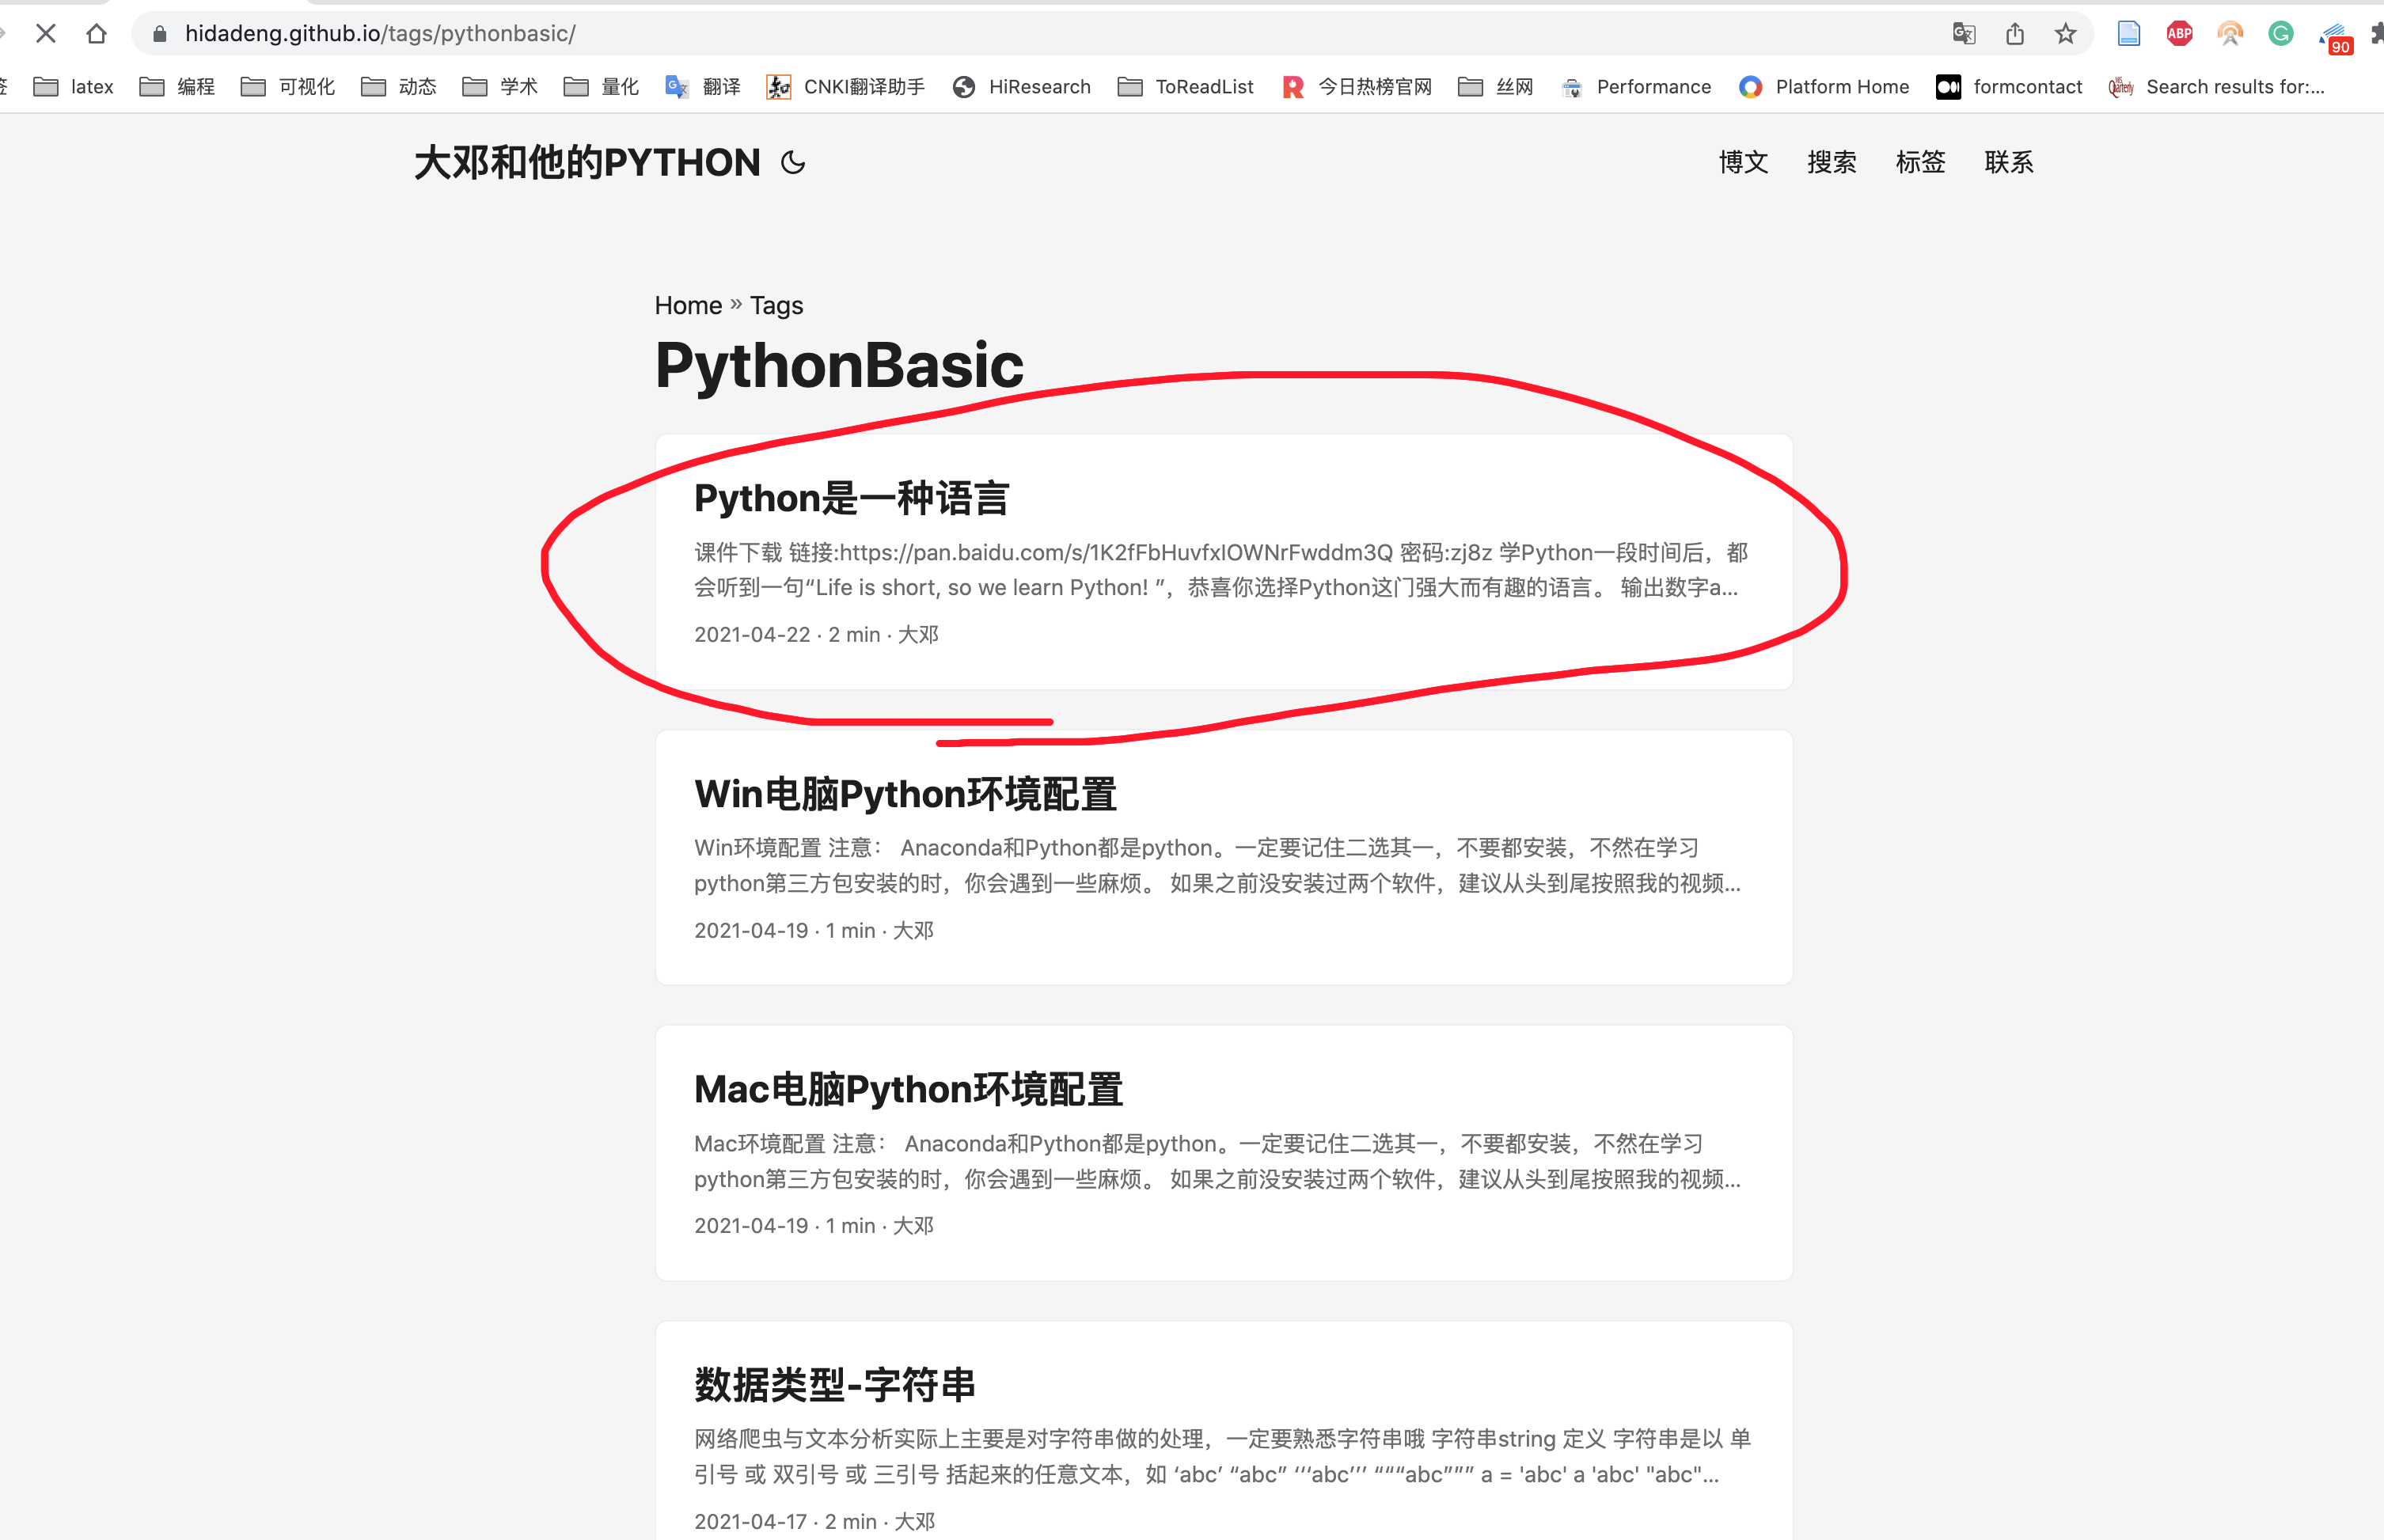 hidadeng.github.io/tags/pythonbasic/
ABP
90
latex 编程 可视化 动态 学术 量化 翻译 CNKI翻译助手 HiResearch ToReadList 今日热榜官网 丝网 Performance Platform Home formcontact Search results for:...
大邓和他的PYTHON
博文 搜索 标签 联系
Home » Tags
PythonBasic
Python是一种语言
课件下载 链接:https://pan.baidu.com/s/1K2fFbHuvfxIOWNrFwddm3Q 密码:zj8z 学Python一段时间后，都
会听到一句“Life is short, so we learn Python! ”，恭喜你选择Python这门强大而有趣的语言。 输出数字a...
2021-04-22 · 2 min · 大邓
Win电脑Python环境配置
Win环境配置 注意： Anaconda和Python都是python。一定要记住二选其一，不要都安装，不然在学习
python第三方包安装的时，你会遇到一些麻烦。 如果之前没安装过两个软件，建议从头到尾按照我的视频...
2021-04-19 · 1 min · 大邓
Mac电脑Python环境配置
Mac环境配置 注意： Anaconda和Python都是python。一定要记住二选其一，不要都安装，不然在学习
python第三方包安装的时，你会遇到一些麻烦。 如果之前没安装过两个软件，建议从头到尾按照我的视频...
2021-04-19 · 1 min · 大邓
数据类型-字符串
网络爬虫与文本分析实际上主要是对字符串做的处理，一定要熟悉字符串哦 字符串string 定义 字符串是以 单
引号 或 双引号 或 三引号 括起来的任意文本，如 ‘abc’ “abc” ‘‘‘abc’’’ “““abc””” a = 'abc' a 'abc' "abc"...
2021-04-17 · 2 min · 大邓